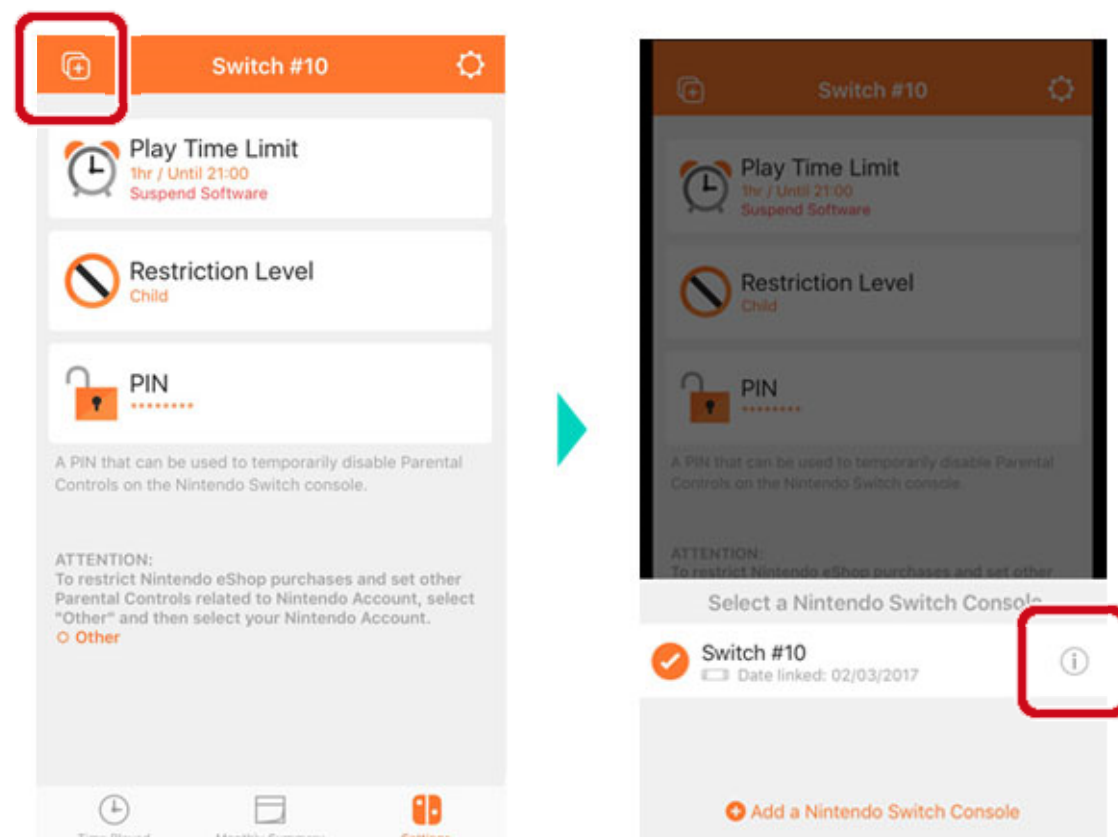 Switch #10
Play Time Limit
1hr / Until 21:00
Suspend Software
Restriction Level
Child
PIN
********
A PIN that can be used to temporarily disable Parental
Controls on the Nintendo Switch console.
ATTENTION:
To restrict Nintendo eShop purchases and set other
Parental Controls related to Nintendo Account, select
"Other" and then select your Nintendo Account.
Other
Time Played
Monthly Summary
Settings
Switch #10
Play Time Limit
1hr / Until 21:00
Suspend Software
Restriction Level
Child
PIN
********
A PIN that can be used to temporarily disable Parental
Controls on the Nintendo Switch console.
ATTENTION:
To restrict Nintendo eShop purchases and set other
Select a Nintendo Switch Console
Switch #10
Date linked: 02/03/2017
Add a Nintendo Switch Console